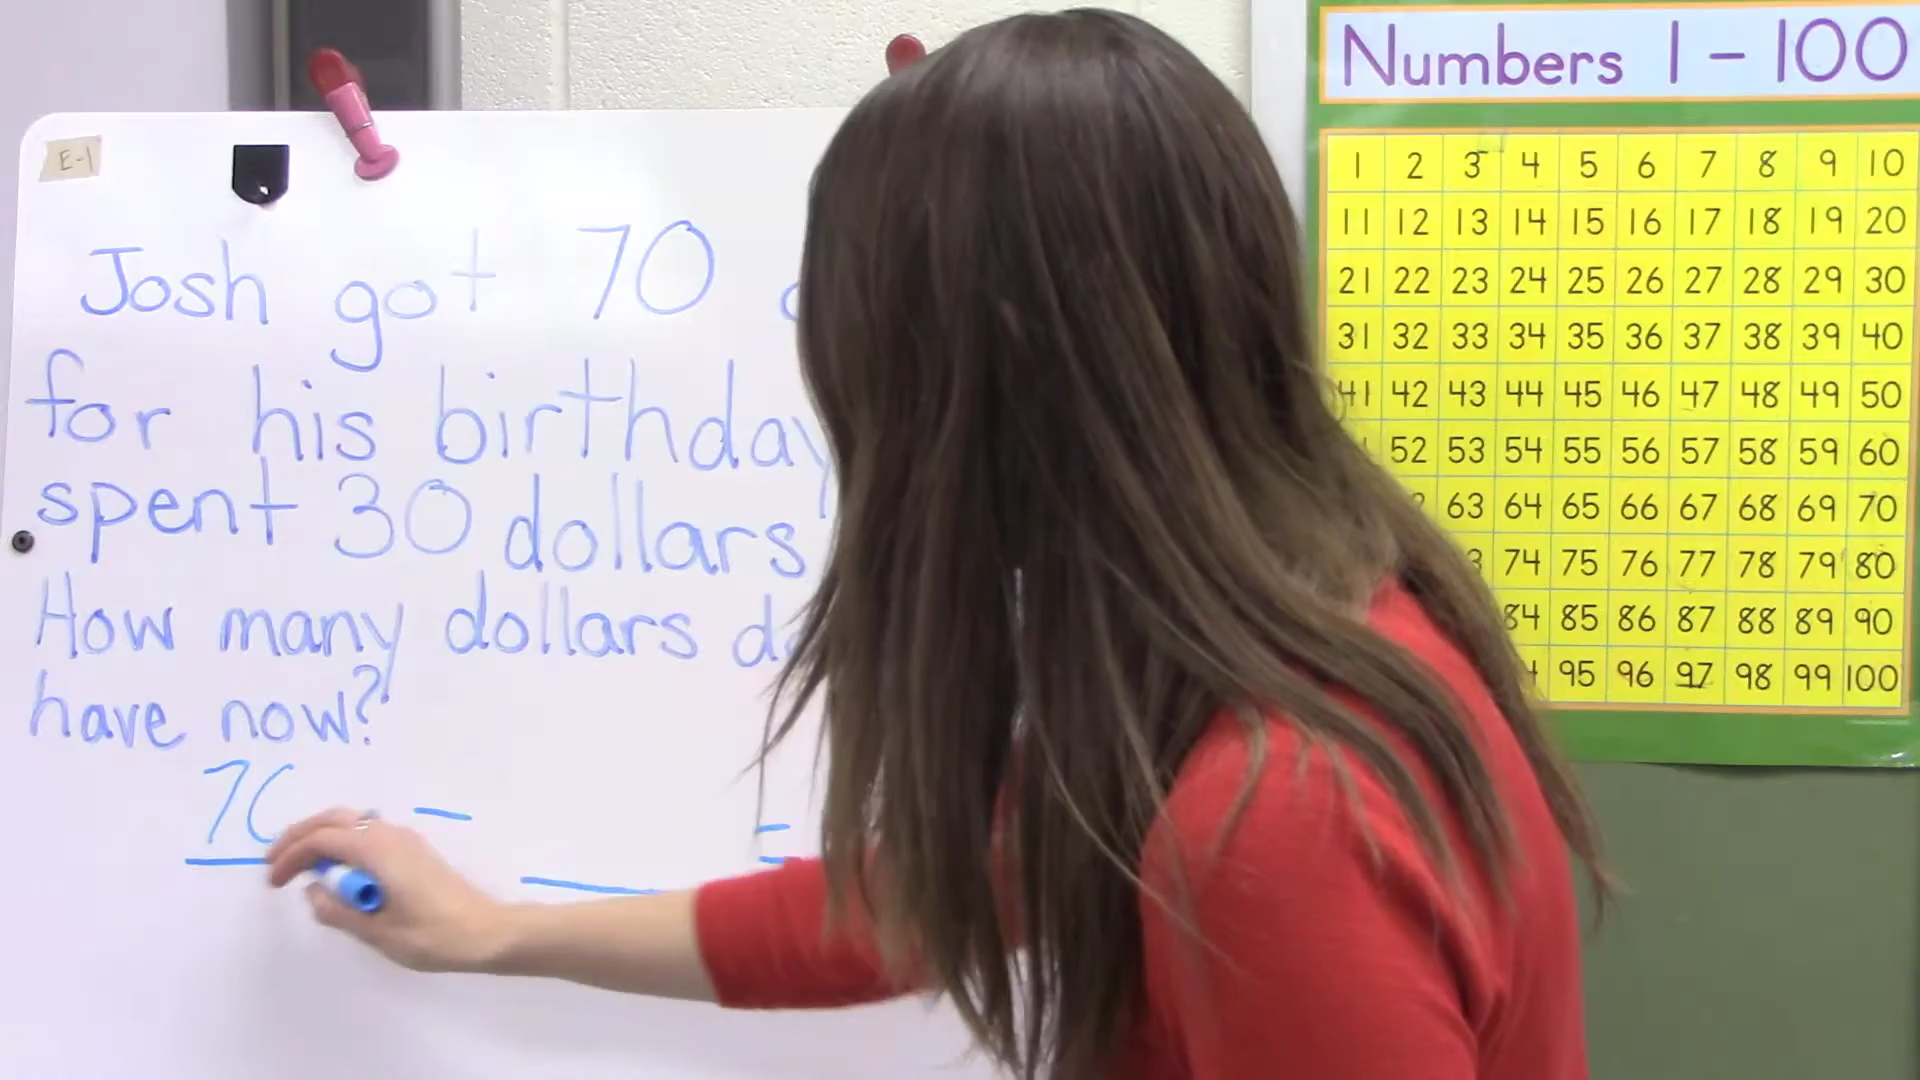 E-1
Josh got 70
for his birthday
spent 30 dollars
How many dollars
have now?
70 - =
Numbers 1 - 100
1 2 3 4 5 6 7 8 9 10
11 12 13 14 15 16 17 18 19 20
21 22 23 24 25 26 27 28 29 30
31 32 33 34 35 36 37 38 39 40
41 42 43 44 45 46 47 48 49 50
52 53 54 55 56 57 58 59 60
63 64 65 66 67 68 69 70
74 75 76 77 78 79 80
84 85 86 87 88 89 90
95 96 97 98 99 100